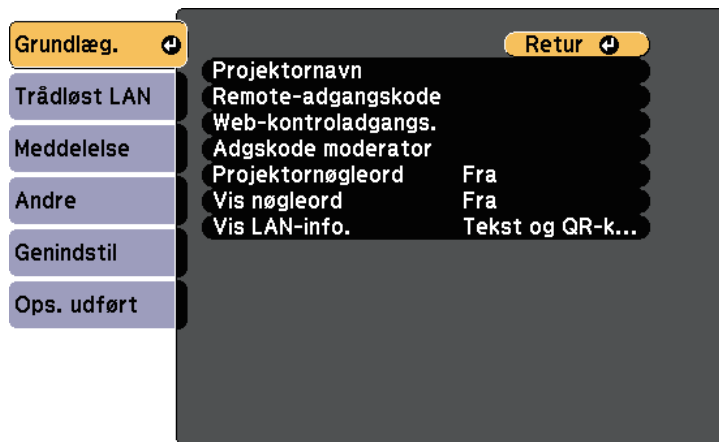 Grundlæg.
Trådløst LAN
Meddelelse
Andre
Genindstil
Ops. udført
Retur
Projektornavn
Remote-adgangskode
Web-kontroladgangs.
Adgskode moderator
Projektornøgleord Fra
Vis nøgleord Fra
Vis LAN-info. Tekst og QR-k...